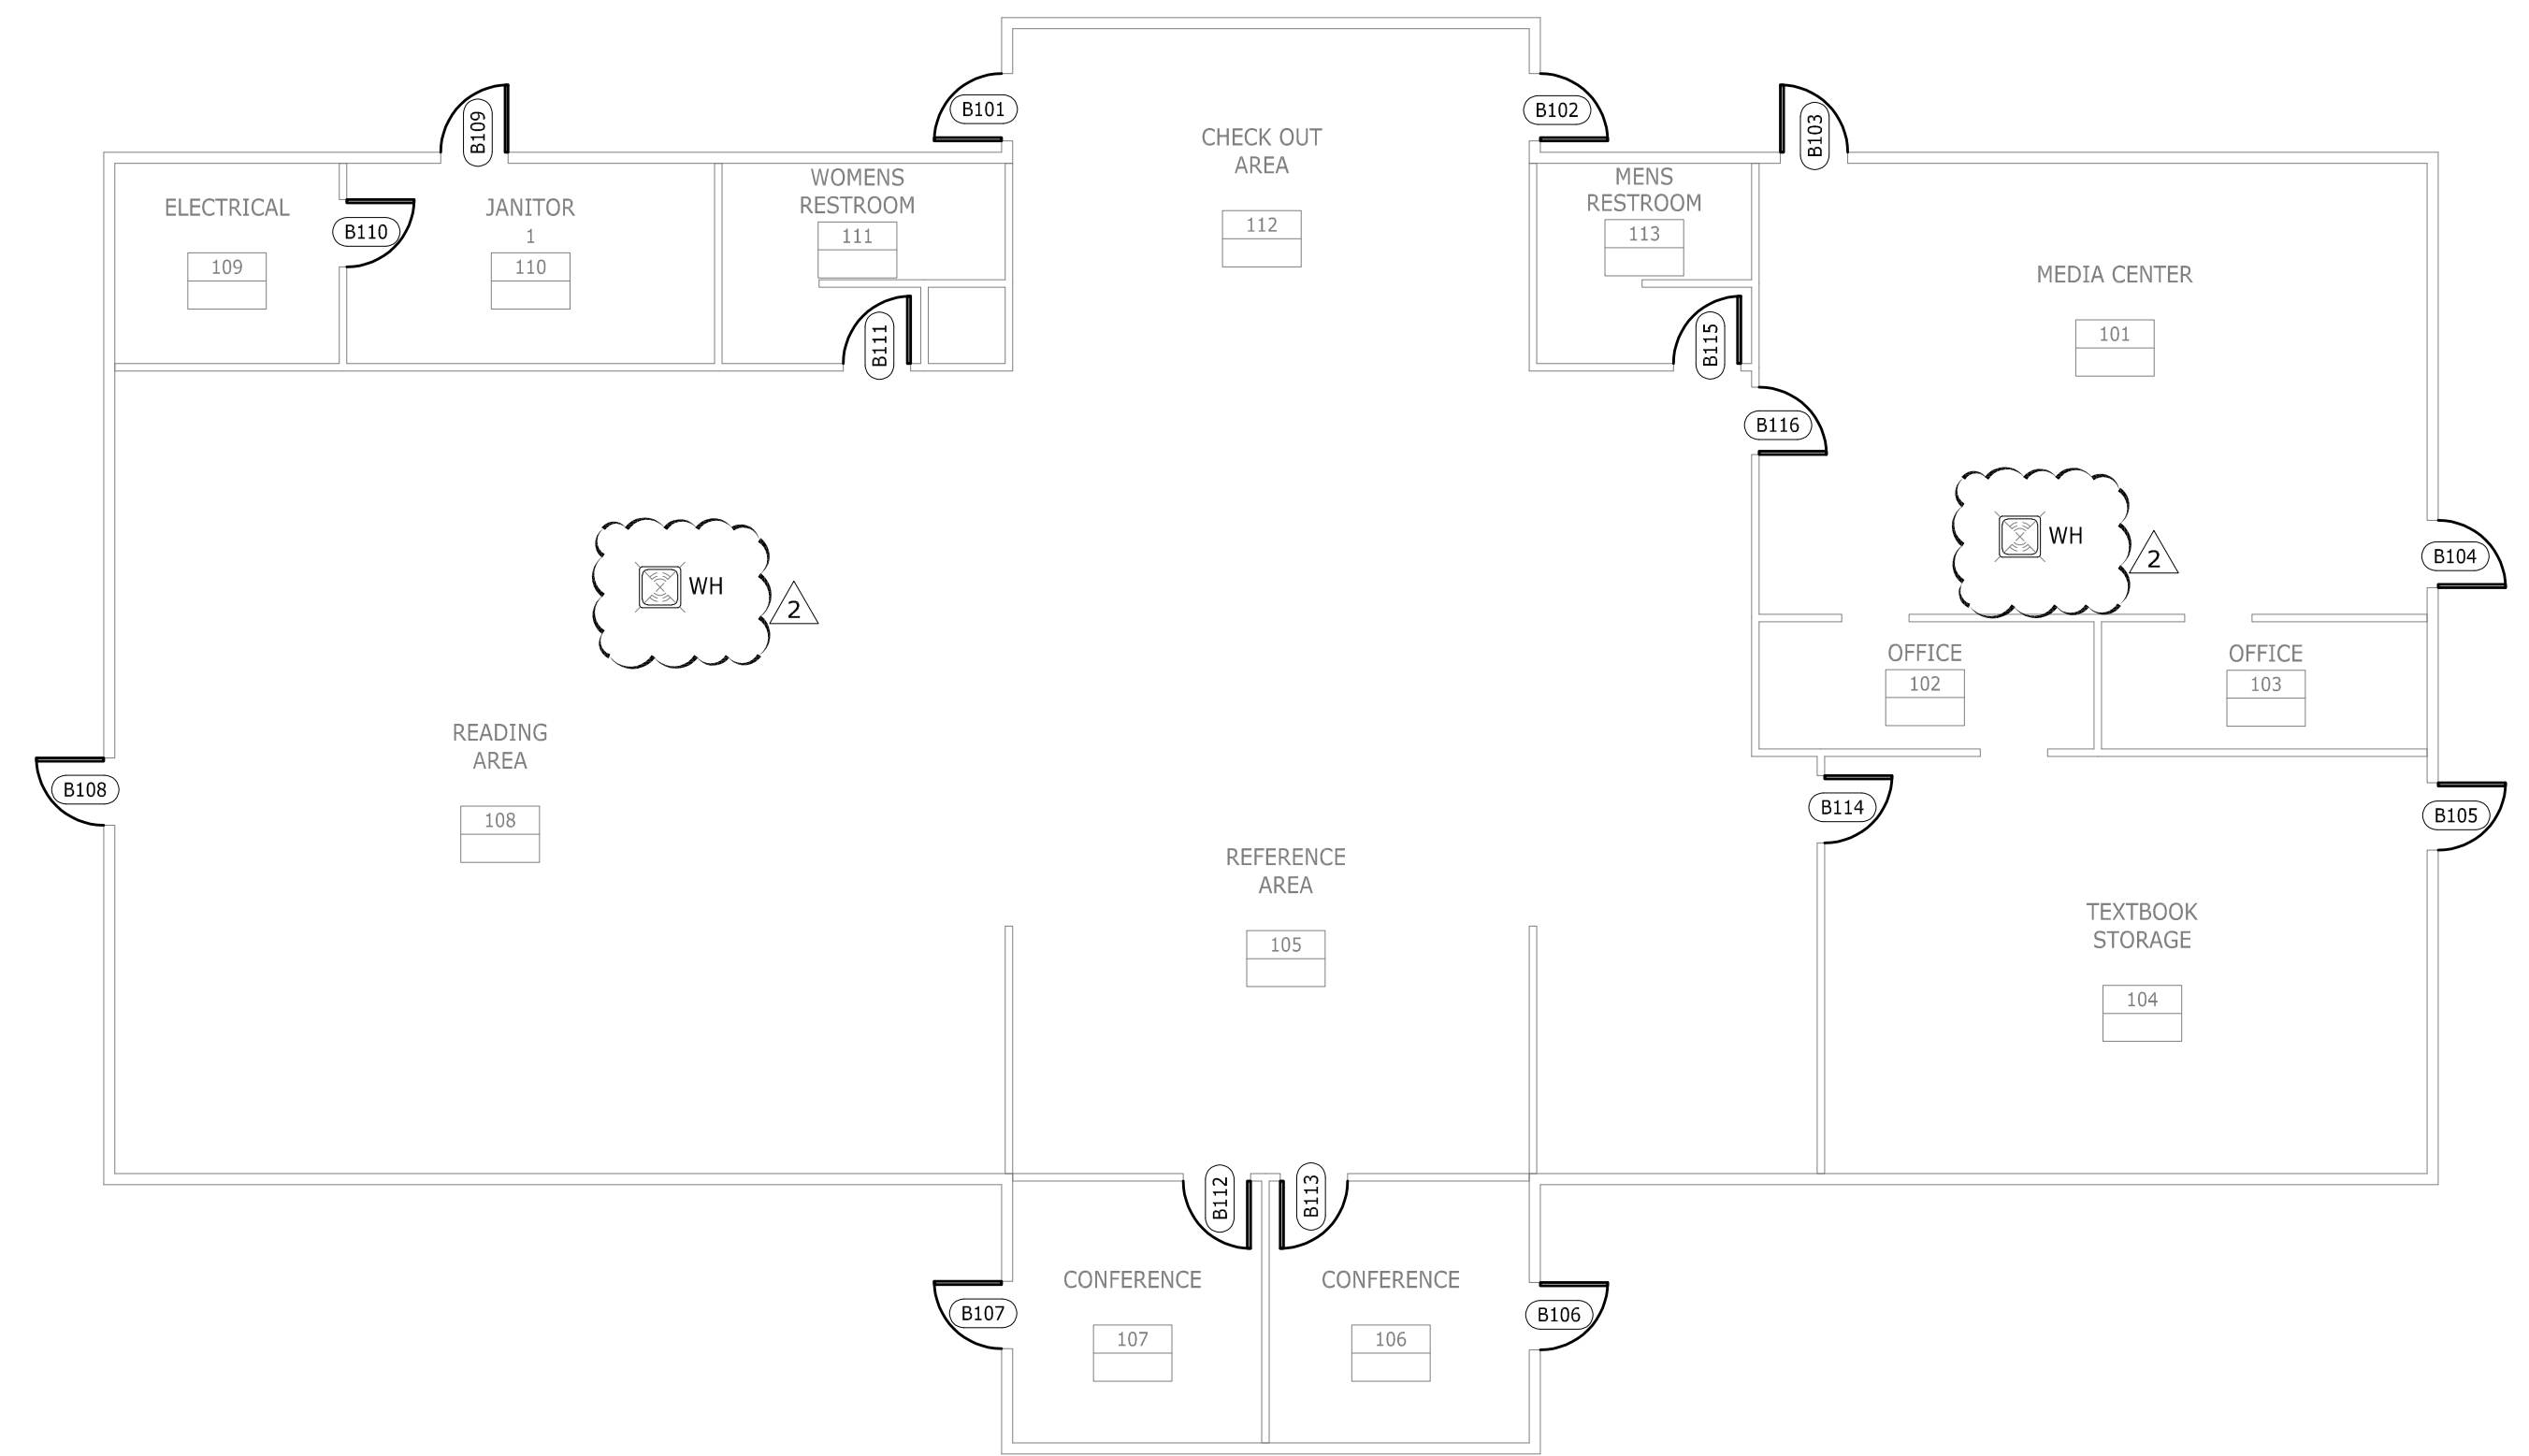 B101
B102
B109
B103
CHECK OUT
AREA
112
WOMENS
RESTROOM
111
MENS
RESTROOM
113
ELECTRICAL
109
B110
JANITOR
1
110
MEDIA CENTER
101
B111
B115
B116
WH
2
WH
2
B104
OFFICE
102
OFFICE
103
READING
AREA
108
B108
B114
B105
REFERENCE
AREA
105
TEXTBOOK
STORAGE
104
B112
B113
CONFERENCE
107
CONFERENCE
106
B107
B106